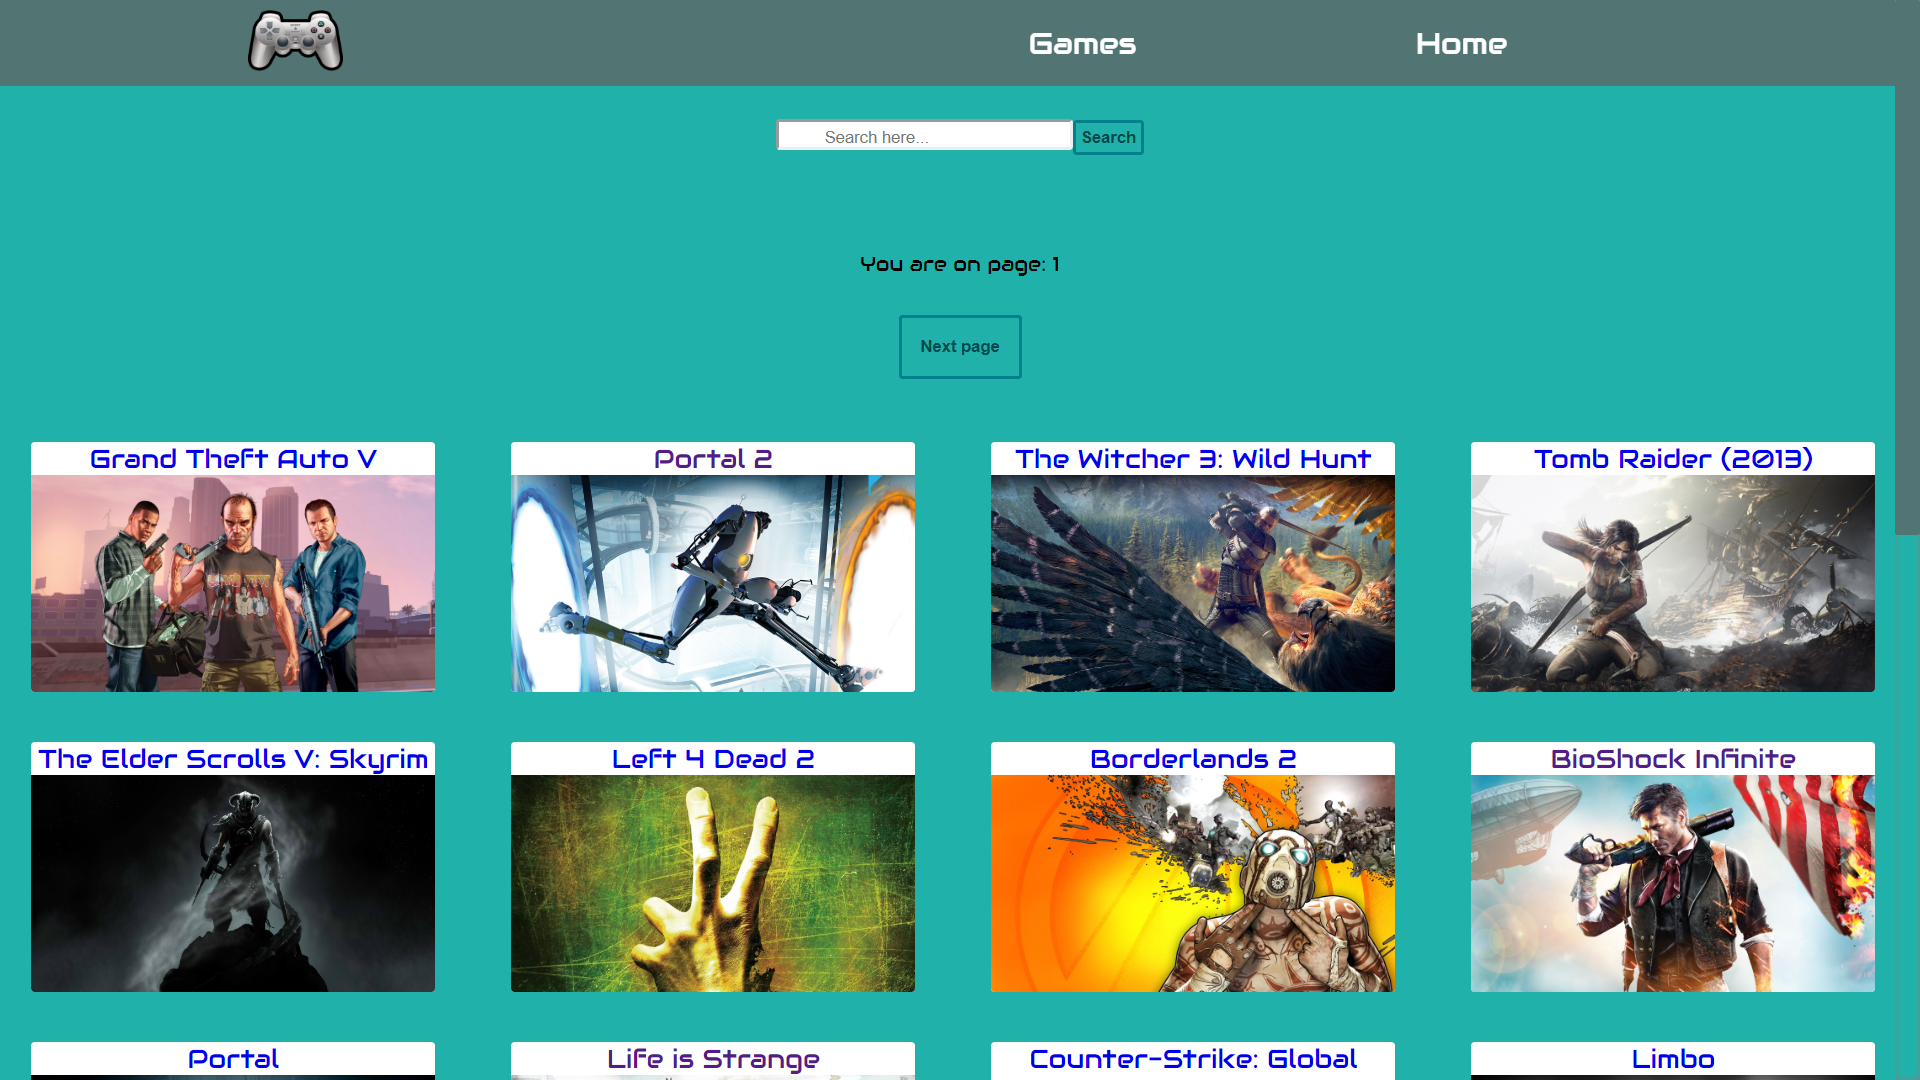 Games
Home
Search here...
Search
You are on page: 1
Next page
Grand Theft Auto V
Portal 2
The Witcher 3: Wild Hunt
Tomb Raider (2013)
The Elder Scrolls V: Skyrim
Left 4 Dead 2
Borderlands 2
BioShock Infinite
Portal
Life is Strange
Counter-Strike: Global
Limbo